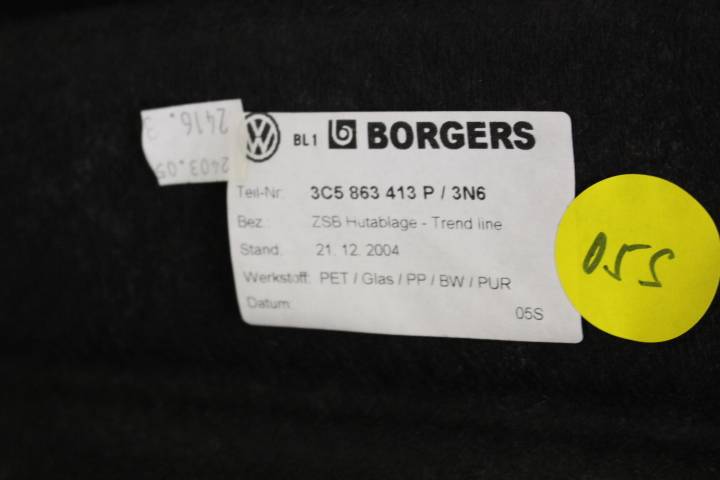 BL1 BORGERS
Teil-Nr. 3C5 863 413 P / 3N6
Bez. ZSB Hutablage - Trend line
Stand. 21. 12. 2004
Werkstoff: PET / Glas / PP / BW / PUR
Datum:
05S
05S
2416.3
2403.05